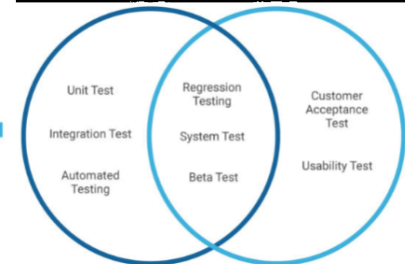 Unit Test
Integration Test
Automated
Testing
Regression
Testing
System Test
Beta Test
Customer
Acceptance
Test
Usability Test